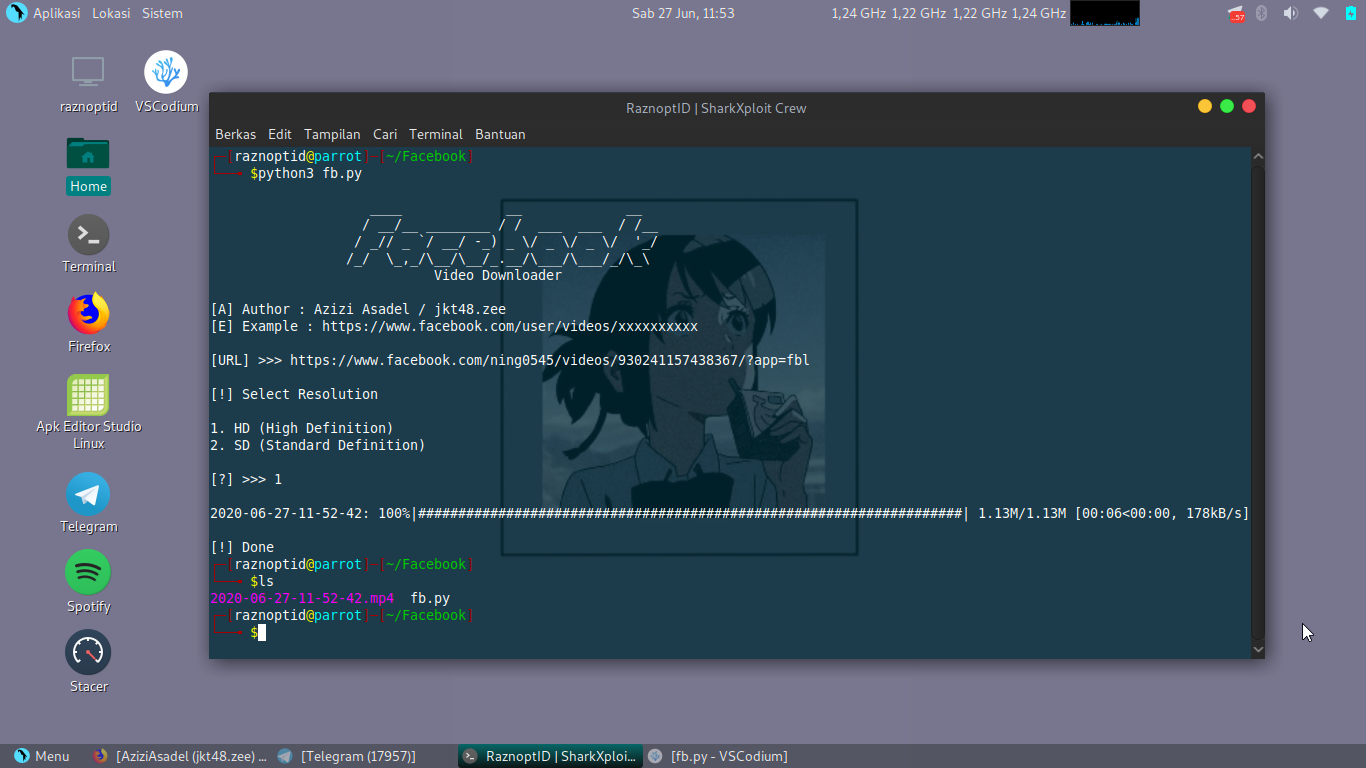 Aplikasi Lokasi Sistem Sab 27 Jun, 11:53 1,24 GHz 1,22 GHz 1,22 GHz 1,24 GHz
..57
raznoptid VSCodium
Home
Terminal
Firefox
Apk Editor Studio
Linux
Telegram
Spotify
Stacer
RaznoptID | SharkXploit Crew
Berkas Edit Tampilan Cari Terminal Bantuan
[raznoptid@parrot]─[~/Facebook]
$python3 fb.py
Facebook
Video Downloader
[A] Author : Azizi Asadel / jkt48.zee
[E] Example : https://www.facebook.com/user/videos/xxxxxxxxxx
[URL] >>> https://www.facebook.com/ning0545/videos/930241157438367/?app=fbl
[!] Select Resolution
1. HD (High Definition)
2. SD (Standard Definition)
[?] >>> 1
2020-06-27-11-52-42: 100%|####################################################################| 1.13M/1.13M [00:06<00:00, 178kB/s]
[!] Done
[raznoptid@parrot]─[~/Facebook]
$ls
2020-06-27-11-52-42.mp4 fb.py
[raznoptid@parrot]─[~/Facebook]
$
Menu [AziziAsadel (jkt48.zee) ... [Telegram (17957)] RaznoptID | SharkXploi... [fb.py - VSCodium]